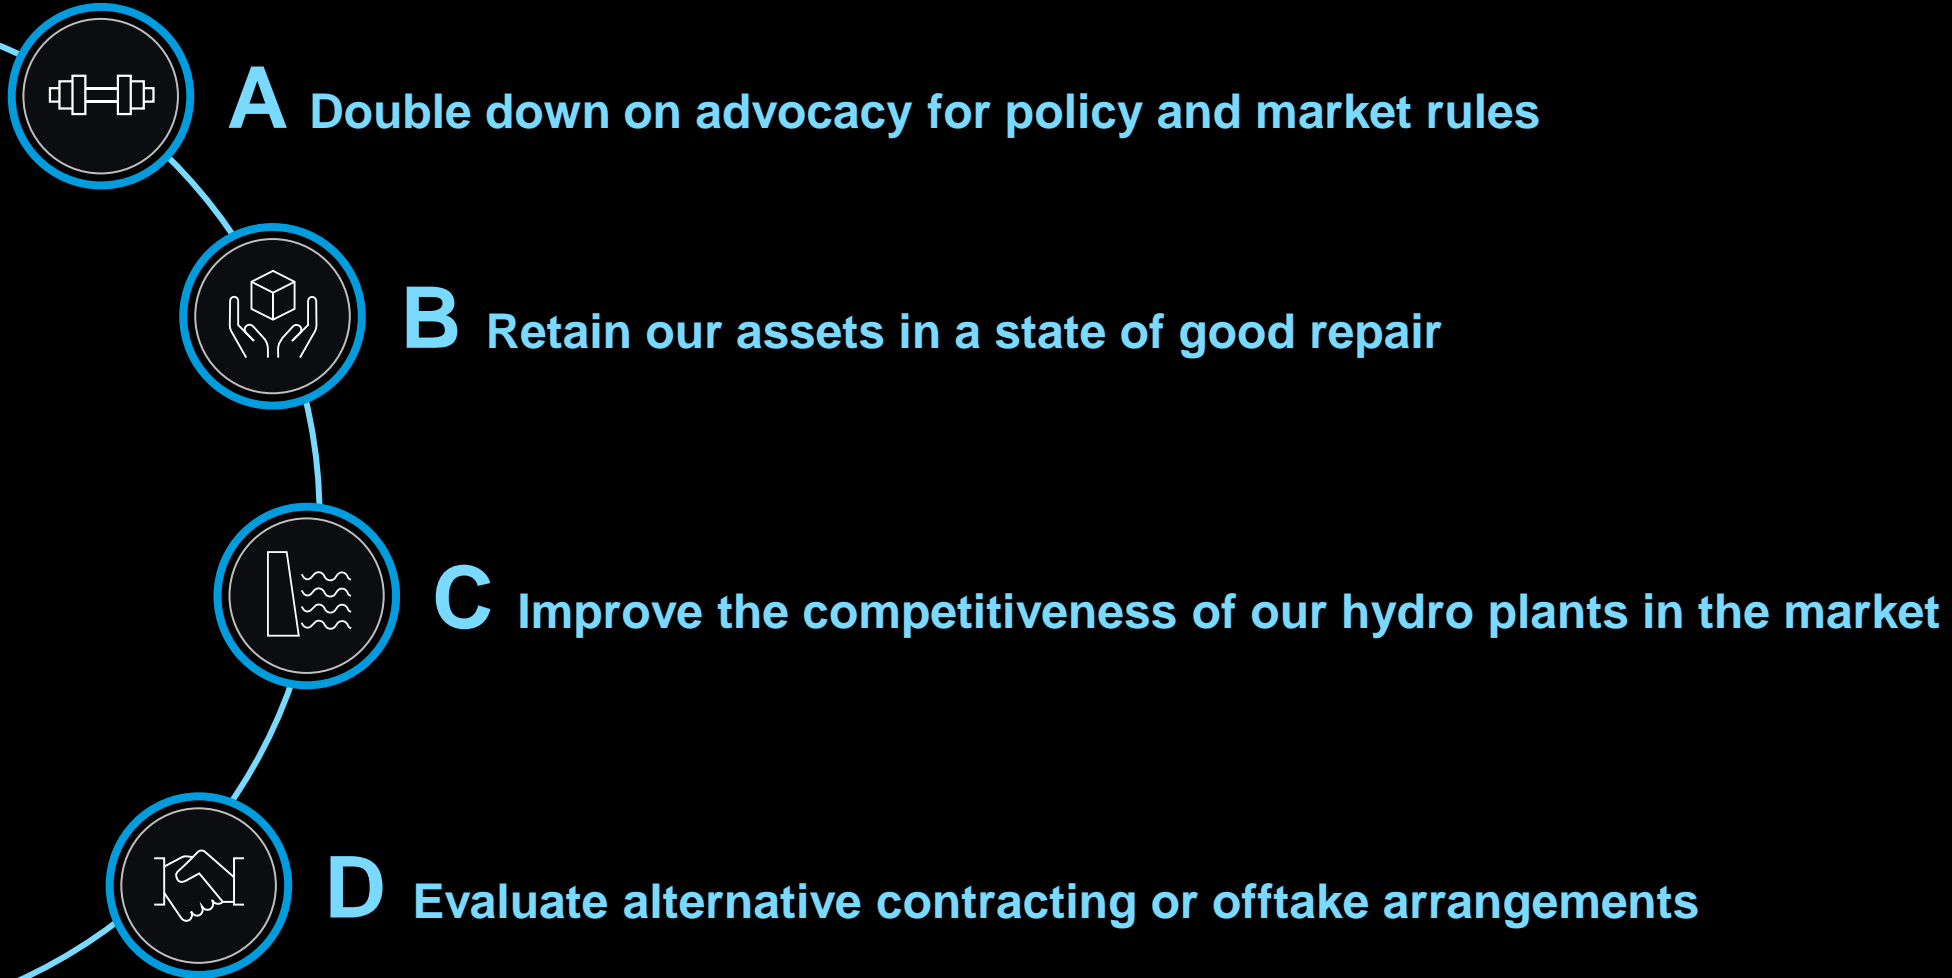 A Double down on advocacy for policy and market rules
B Retain our assets in a state of good repair
C Improve the competitiveness of our hydro plants in the market
D Evaluate alternative contracting or offtake arrangements